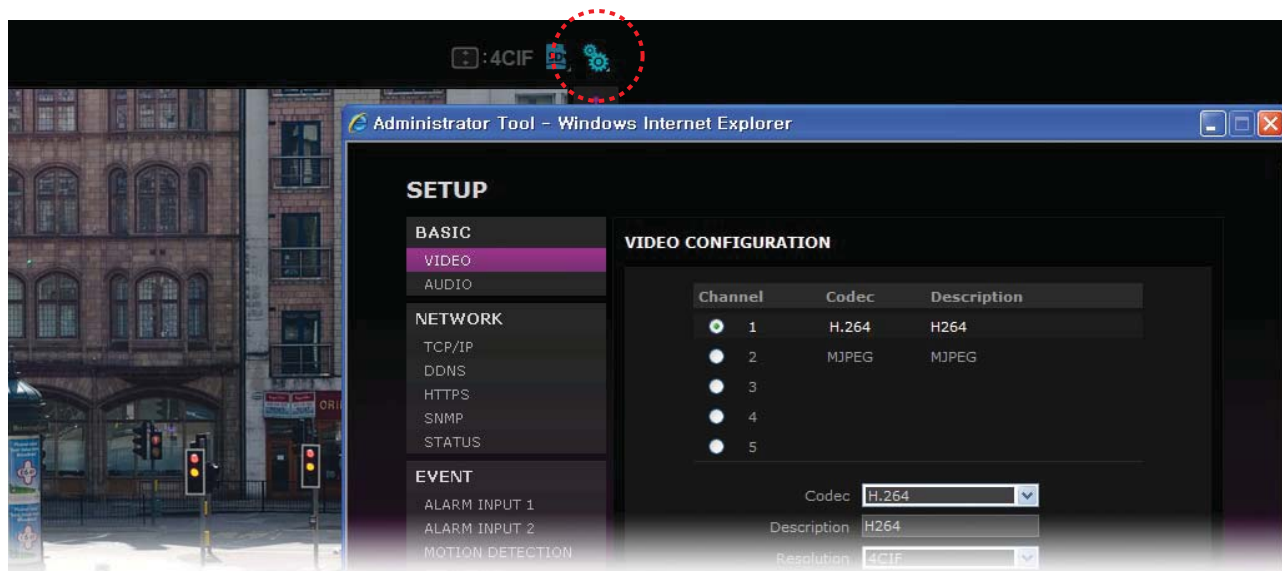 :4CIF
Administrator Tool - Windows Internet Explorer
SETUP
BASIC
VIDEO
AUDIO
NETWORK
TCP/IP
DDNS
HTTPS
SNMP
STATUS
EVENT
ALARM INPUT 1
ALARM INPUT 2
MOTION DETECTION
VIDEO CONFIGURATION
Channel Codec Description
1 H.264 H264
2 MJPEG MJPEG
3
4
5
Codec H.264
Description H264
Resolution 4CIF